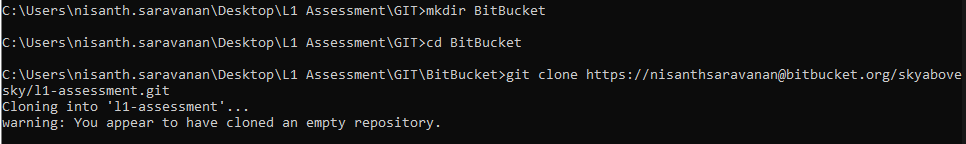 C:\Users\nisanth.saravanan\Desktop\L1 Assessment\GIT>mkdir BitBucket
C:\Users\nisanth.saravanan\Desktop\L1 Assessment\GIT>cd BitBucket
C:\Users\nisanth.saravanan\Desktop\L1 Assessment\GIT\BitBucket>git clone https://nisanthsaravanan@bitbucket.org/skyabove
sky/l1-assessment.git
Cloning into 'l1-assessment'...
warning: You appear to have cloned an empty repository.